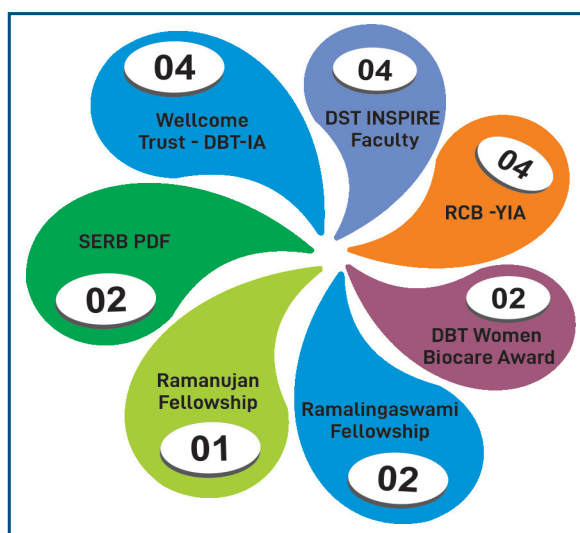 04
Wellcome
Trust - DBT-IA
04
DST INSPIRE
Faculty
04
RCB -YIA
02
DBT Women
Biocare Award
Ramalingaswami
Fellowship
02
Ramanujan
Fellowship
01
SERB PDF
02